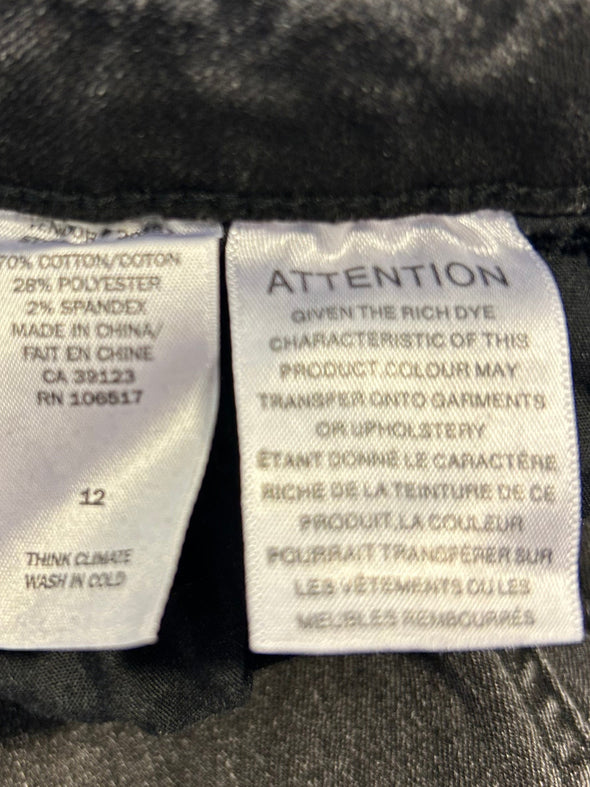 70% COTTON/COTON
28% POLYESTER
2% SPANDEX
MADE IN CHINA/
FAIT EN CHINE
CA 39123
RN 106517
12
THINK CLIMATE
WASH IN COLD
ATTENTION
GIVEN THE RICH DYE
CHARACTERISTIC OF THIS
PRODUCT,COLOUR MAY
TRANSFER ONTO GARMENTS
OR UPHOLSTERY
ÉTANT DONNÉ LE CARACTÈRE
RICHE DE LA TEINTURE DE CE
PRODUIT,LA COULEUR
POURRAIT TRANSFÉRER SUR
LES VÊTEMENTS OU LES
MEUBLES REMBOURRÉS